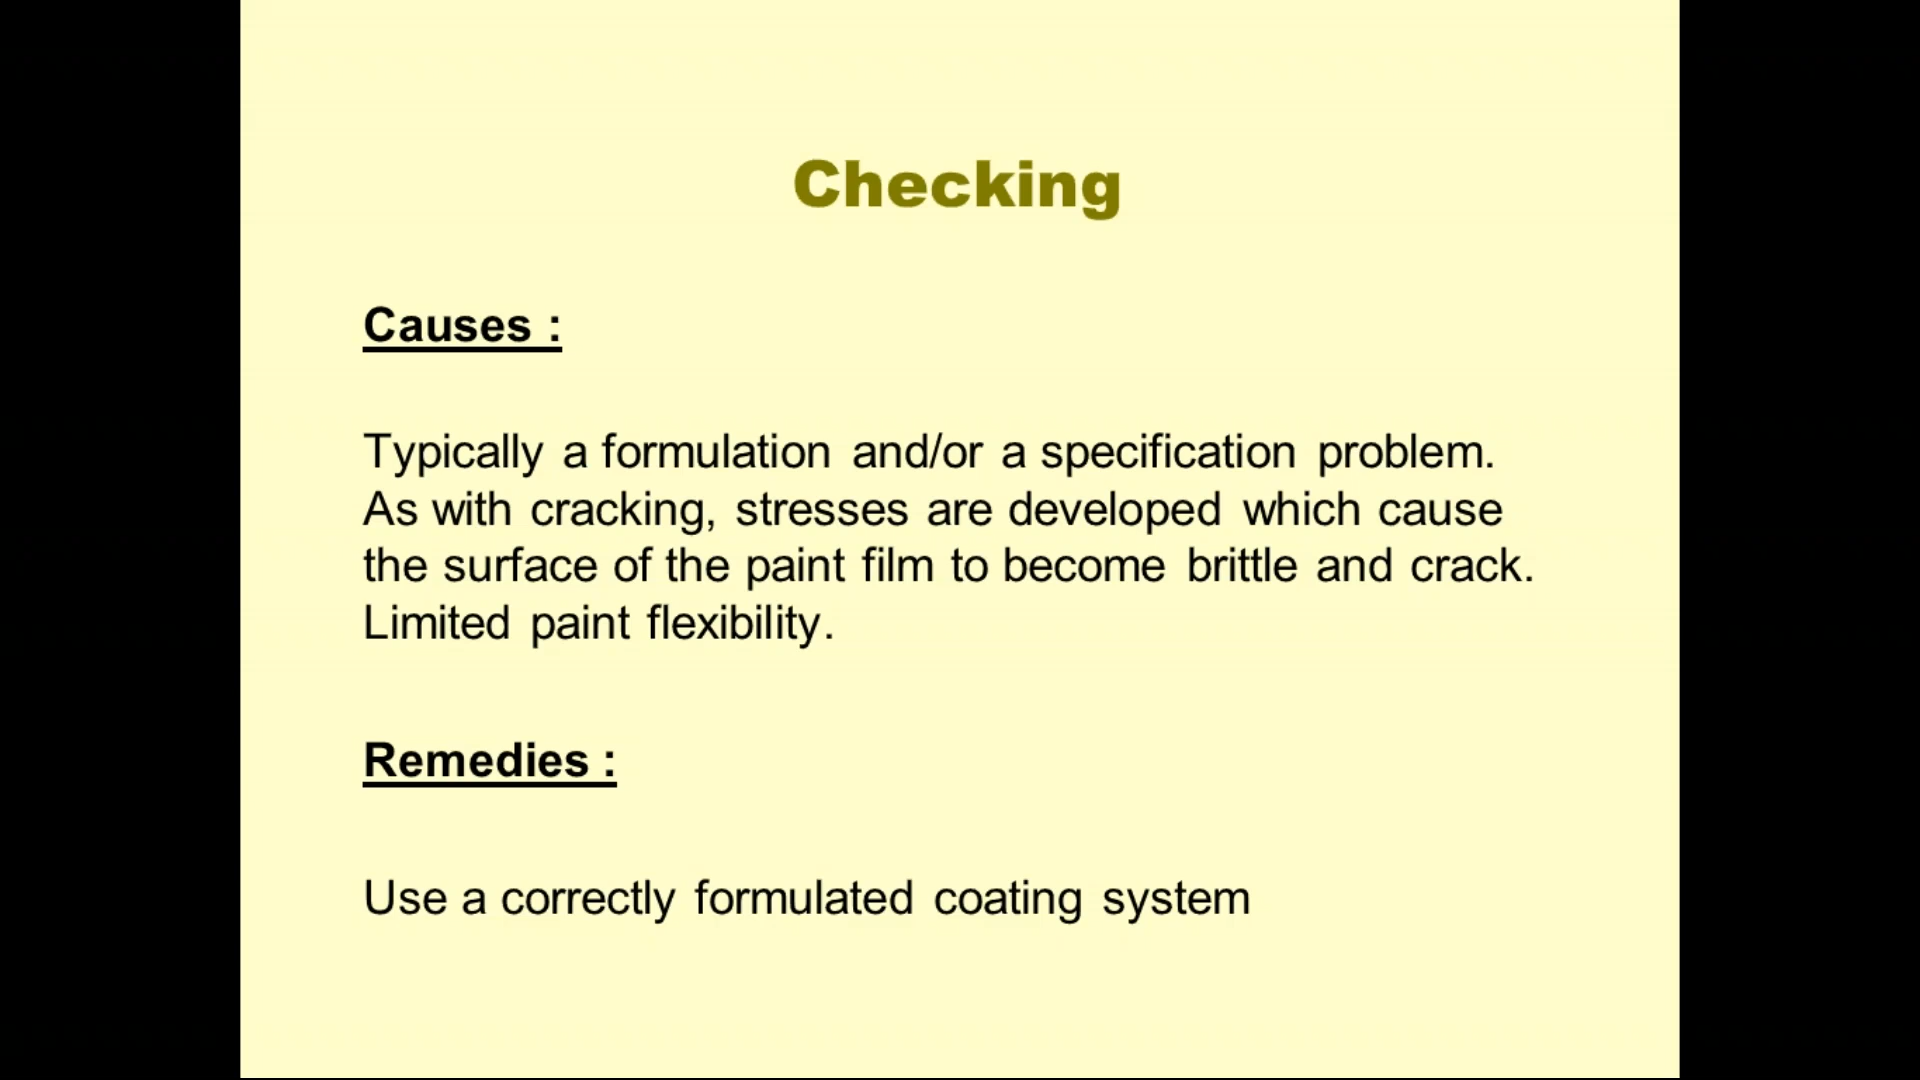 Checking
Causes :
Typically a formulation and/or a specification problem.
As with cracking, stresses are developed which cause
the surface of the paint film to become brittle and crack.
Limited paint flexibility.
Remedies :
Use a correctly formulated coating system